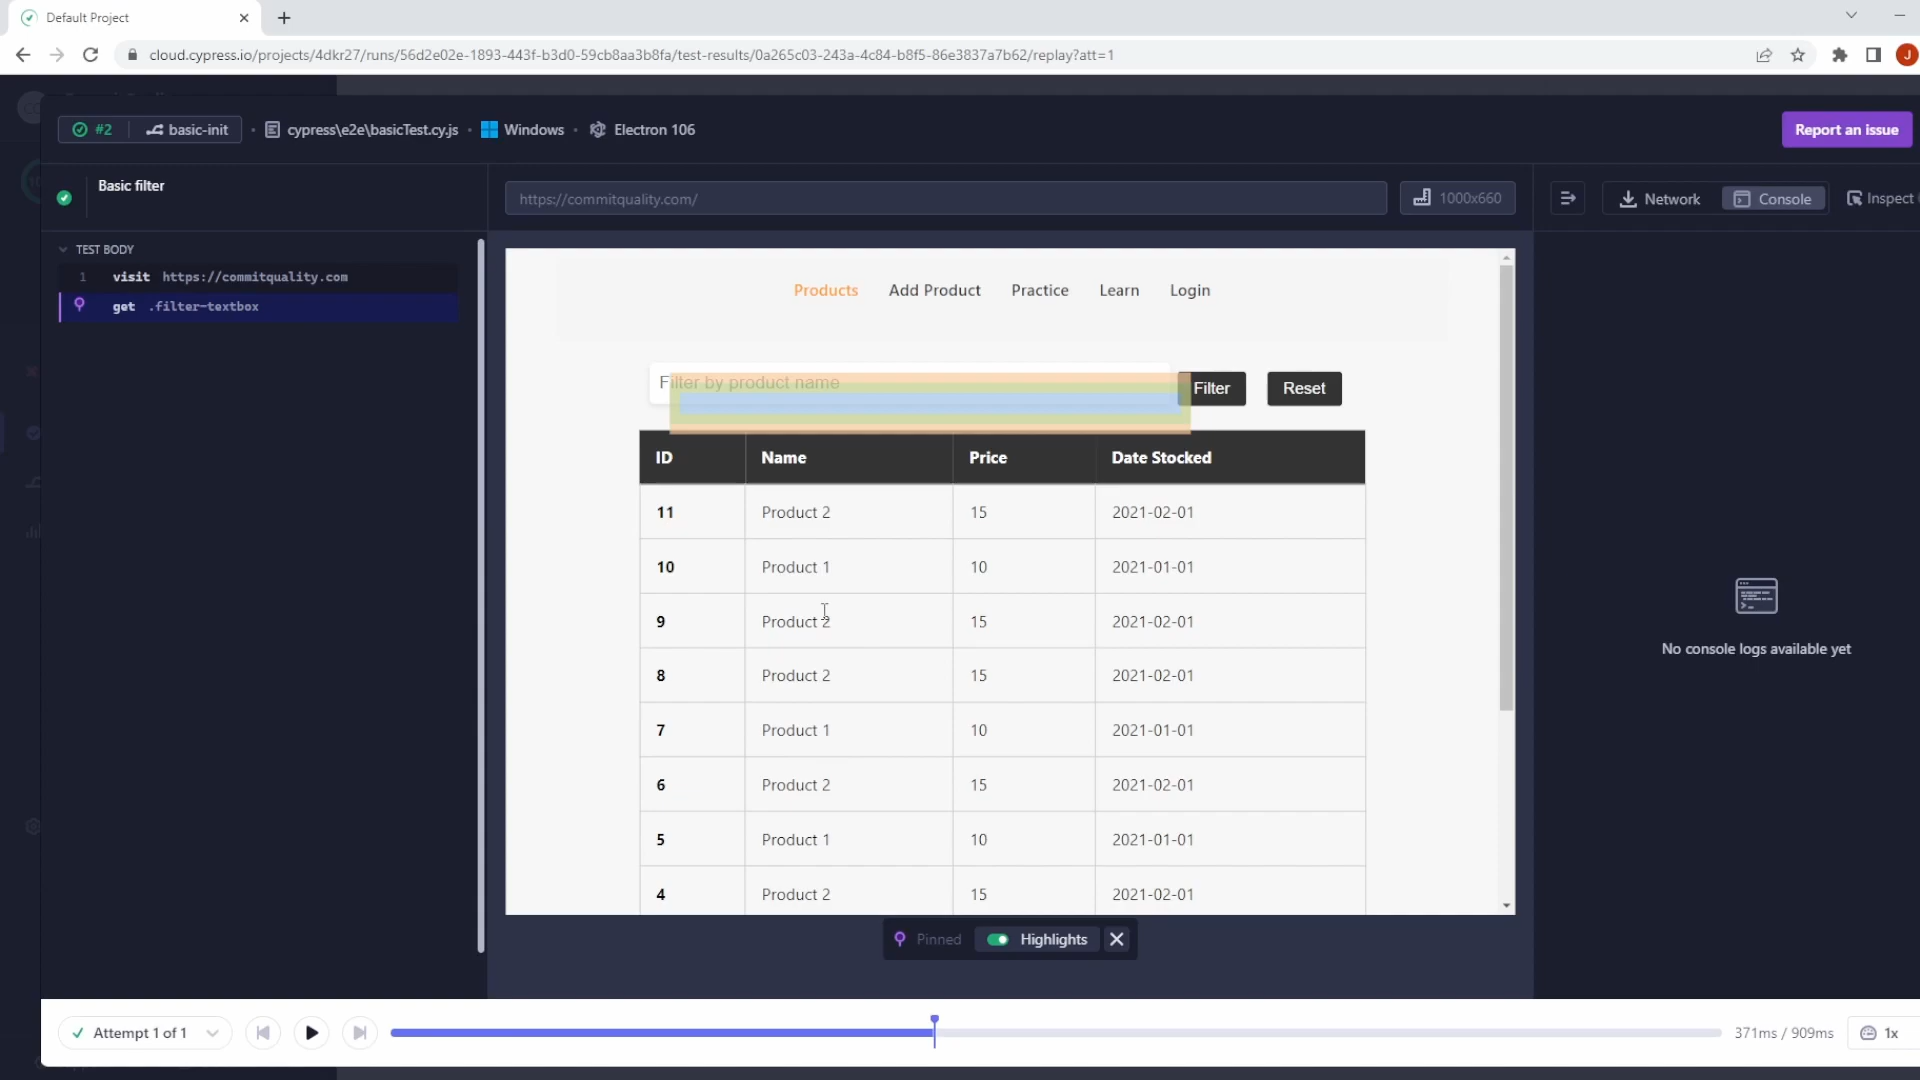 Default Project
cloud.cypress.io/projects/4dkr27/runs/56d2e02e-1893-443f-b3d0-59cb8aa3b8fa/test-results/0a265c03-243a-4c84-b8f5-86e3837a7b62/replay?att=1
J
#2 basic-init cypress\e2e\basicTest.cy.js Windows Electron 106
Report an issue
Basic filter
https://commitquality.com/
1000x660
Network Console Inspect
TEST BODY
1 visit https://commitquality.com
get .filter-textbox
Products Add Product Practice Learn Login
Filter by product name
Filter
Reset
ID Name Price Date Stocked
11 Product 2 15 2021-02-01
10 Product 1 10 2021-01-01
9 Product 2 15 2021-02-01
8 Product 2 15 2021-02-01
7 Product 1 10 2021-01-01
6 Product 2 15 2021-02-01
5 Product 1 10 2021-01-01
4 Product 2 15 2021-02-01
No console logs available yet
Pinned Highlights
Attempt 1 of 1
371ms / 909ms
1x